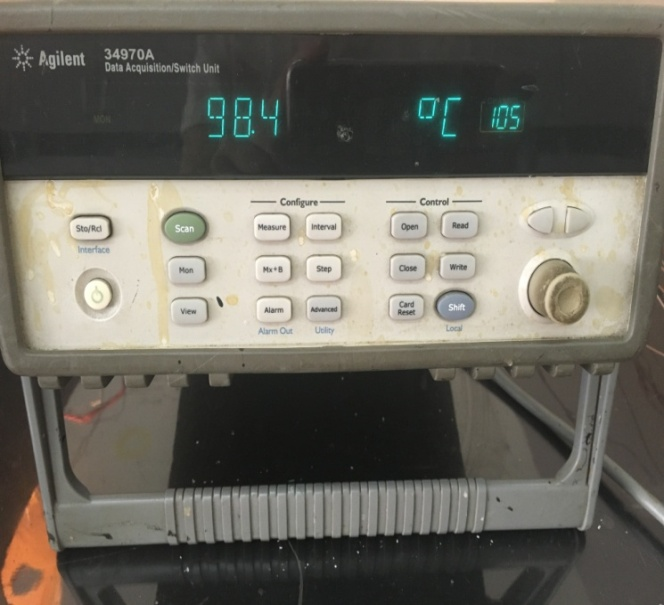 Agilent 34970A
Data Acquisition/Switch Unit
MON 98.4 °C 105
Configure Control
Sto/Rcl Scan Measure Interval Open Read
Interface
Mon Mx+B Step Close Write
View Alarm Advanced Card Reset Shift
Alarm Out Utility Local